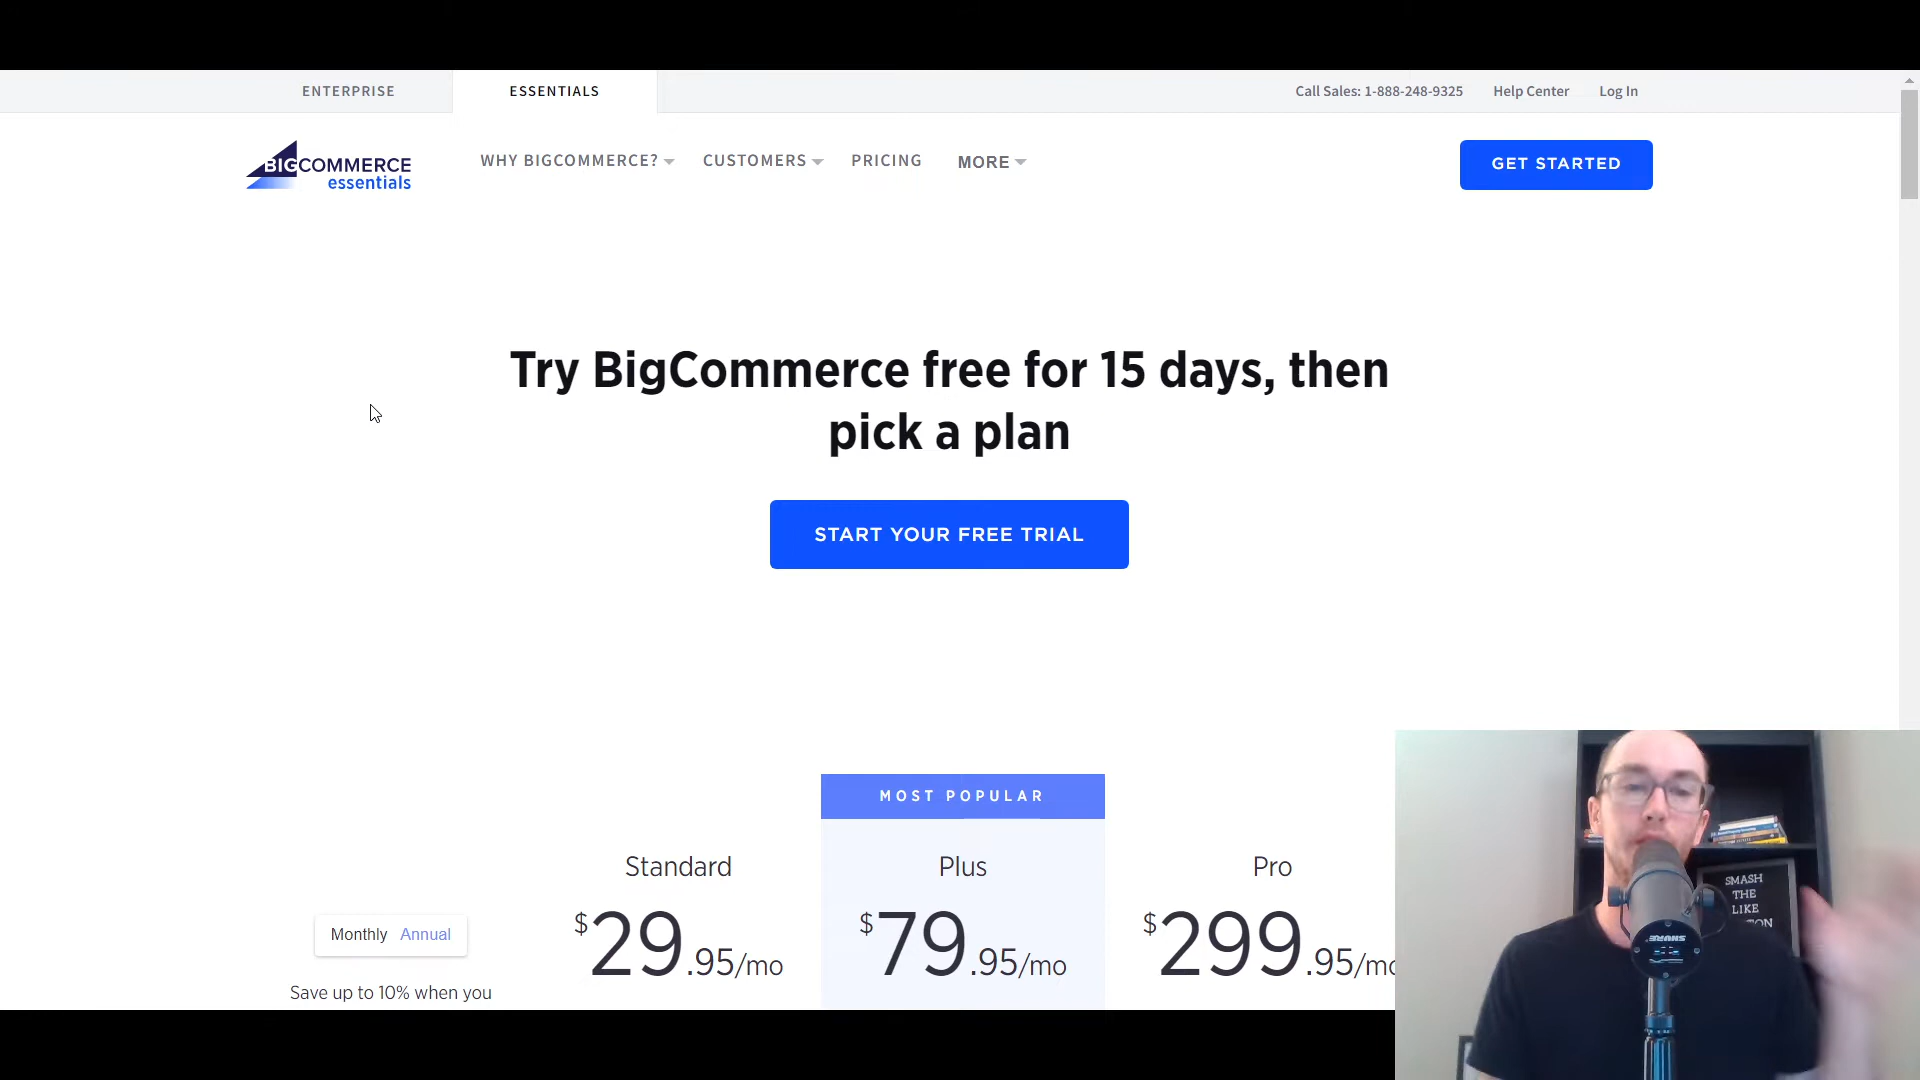 ENTERPRISE
ESSENTIALS
Call Sales: 1-888-248-9325
Help Center
Log In
BIGCOMMERCE
essentials
WHY BIGCOMMERCE?
CUSTOMERS
PRICING
MORE
GET STARTED
Try BigCommerce free for 15 days, then
pick a plan
START YOUR FREE TRIAL
MOST POPULAR
Standard
Plus
Pro
Monthly Annual
$29.95/mo
$79.95/mo
$299.95/mo
Save up to 10% when you
SMASH
THE
LIKE
SHURE